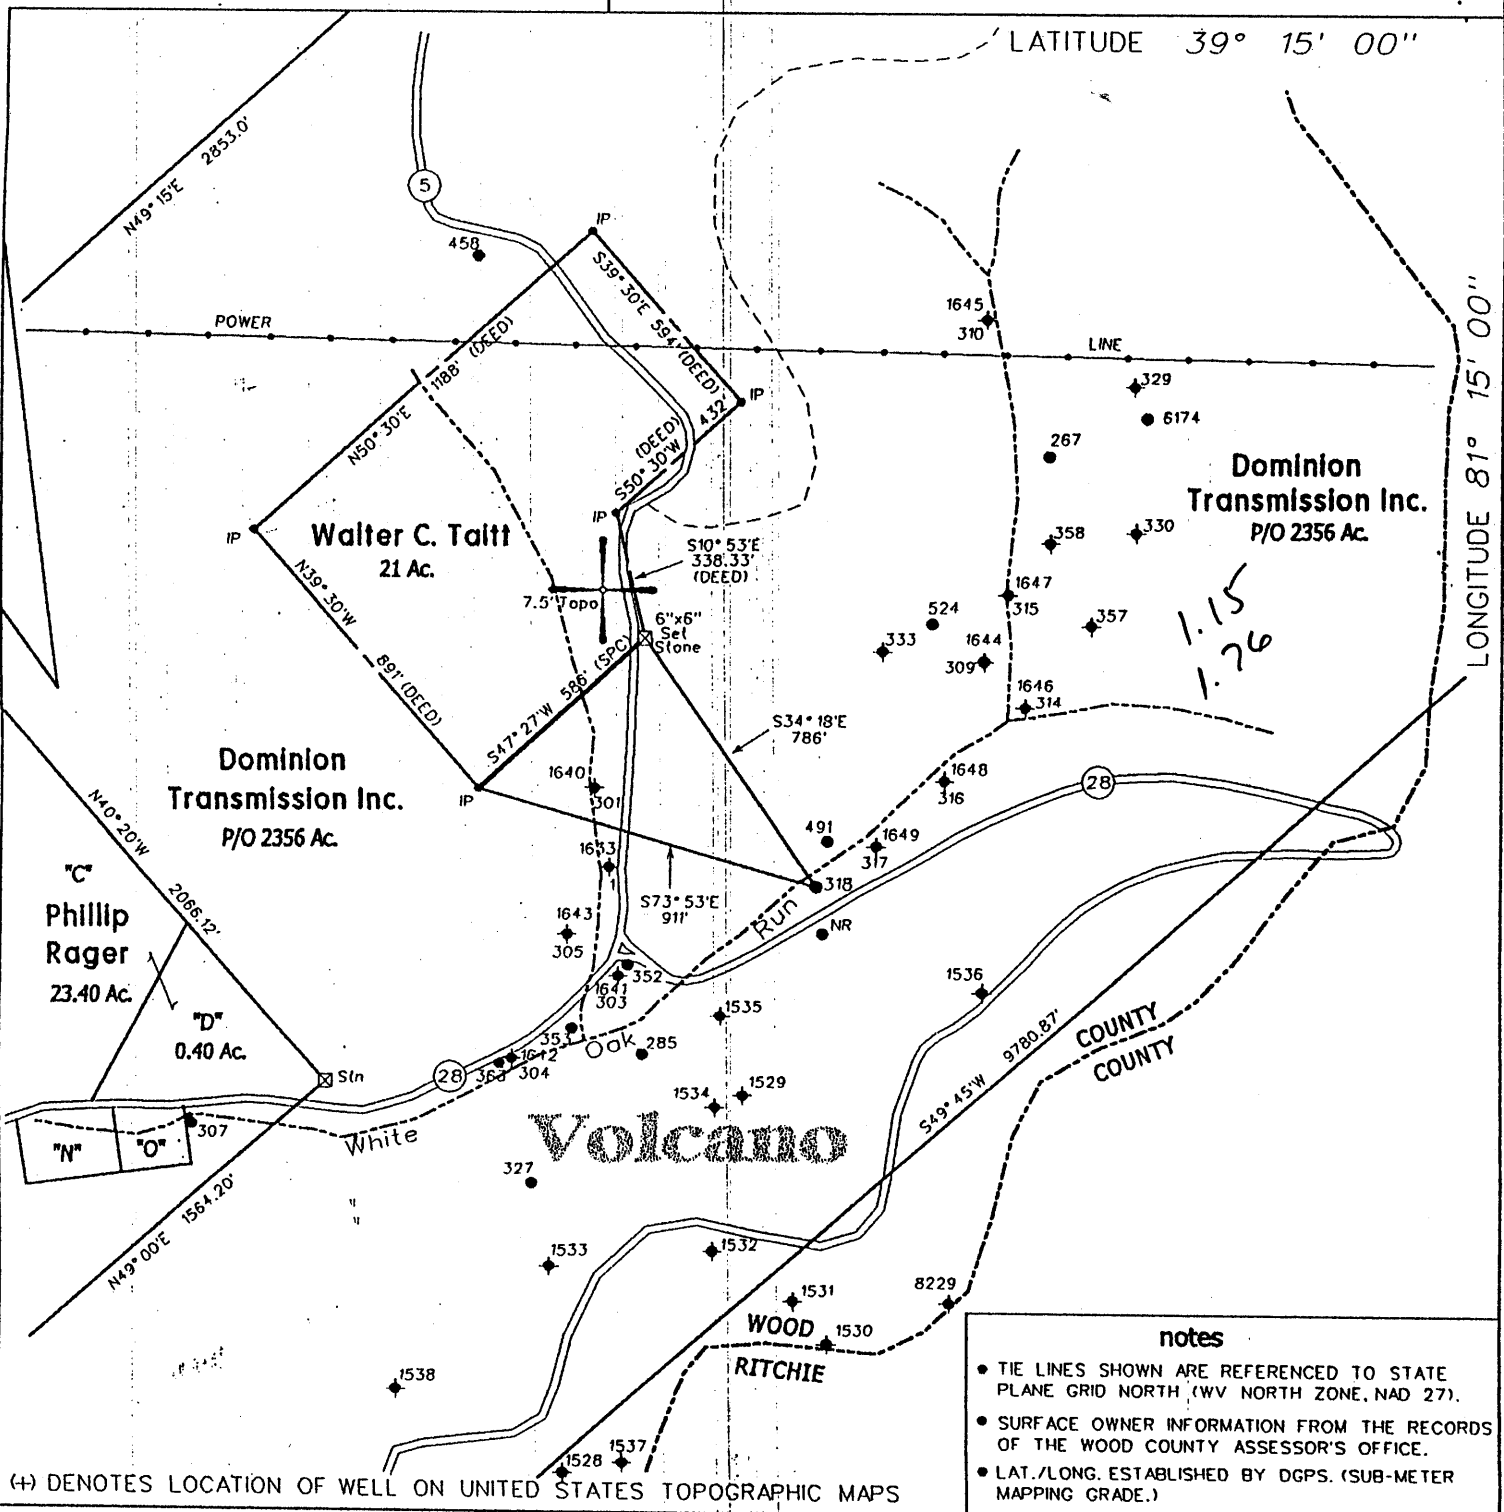 LATITUDE 39° 15' 00"
N49° 15'E 2853.0'
5
IP
458
S39° 30'E 594' (DEED)
POWER
LINE
1645
310
LONGITUDE 81° 15' 00"
N50° 30'E 1188' (DEED)
329
6174
IP
S50° 30'W 432'
(DEED)
267
Dominion
Transmission Inc.
P/O 2356 Ac.
IP
IP
Walter C. Taitt
21 Ac.
S10° 53'E
338.33'
(DEED)
358
330
N39° 30'W 891' (DEED)
7.5' Topo
1647
315
1.15
1.26
6"x6"
Set
Stone
524
357
333
1644
309
S47° 27'W 586' (SPC)
1646
314
S34° 18'E
786'
Dominion
Transmission Inc.
P/O 2356 Ac.
IP
1640
301
1648
316
28
N40° 20'W 2066.12'
491
1649
317
1633
1
318
S73° 53'E
911'
"C"
Phillip
Rager
23.40 Ac.
1643
305
Run
NR
352
1641
303
1536
"D"
0.40 Ac.
1535
353
Oak
285
COUNTY
COUNTY
9780.87'
S49° 45'W
Stn
28
363
1642
304
1534
1529
"N"
"O"
307
White
Volcano
327
N49° 00'E 1564.20'
1533
1532
1531
8229
WOOD
RITCHIE
1530
1538
1537
1528
notes
● TIE LINES SHOWN ARE REFERENCED TO STATE
PLANE GRID NORTH (WV NORTH ZONE, NAD 27).
● SURFACE OWNER INFORMATION FROM THE RECORDS
OF THE WOOD COUNTY ASSESSOR'S OFFICE.
● LAT./LONG. ESTABLISHED BY DGPS. (SUB-METER
MAPPING GRADE.)
(+) DENOTES LOCATION OF WELL ON UNITED STATES TOPOGRAPHIC MAPS